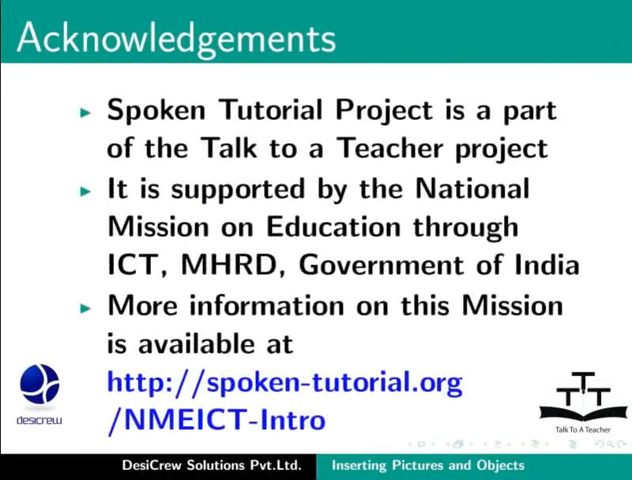 Acknowledgements
Spoken Tutorial Project is a part
of the Talk to a Teacher project
It is supported by the National
Mission on Education through
ICT, MHRD, Government of India
More information on this Mission
is available at
http://spoken-tutorial.org
/NMEICT-Intro
desicrew
TTT
Talk To A Teacher
DesiCrew Solutions Pvt.Ltd.
Inserting Pictures and Objects